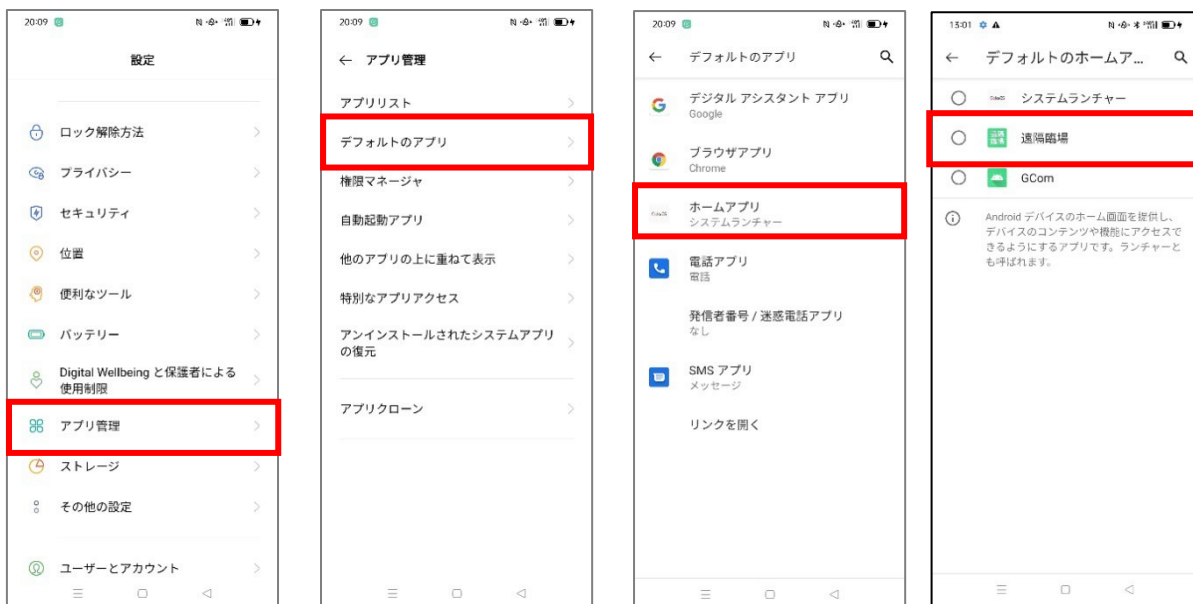 20:09
設定
ロック解除方法
プライバシー
セキュリティ
位置
便利なツール
バッテリー
Digital Wellbeing と保護者による
使用制限
アプリ管理
ストレージ
その他の設定
ユーザーとアカウント
20:09
アプリ管理
アプリリスト
デフォルトのアプリ
権限マネージャ
自動起動アプリ
他のアプリの上に重ねて表示
特別なアプリアクセス
アンインストールされたシステムアプリ
の復元
アプリクローン
20:09
デフォルトのアプリ
デジタル アシスタント アプリ
Google
ブラウザアプリ
Chrome
ホームアプリ
システムランチャー
電話アプリ
電話
発信者番号 / 迷惑電話アプリ
なし
SMS アプリ
メッセージ
リンクを開く
13:01
デフォルトのホームア...
システムランチャー
遠隔臨場
遠隔臨場
GCom
Android デバイスのホーム画面を提供し、
デバイスのコンテンツや機能にアクセスで
きるようにするアプリです。ランチャーと
も呼ばれます。